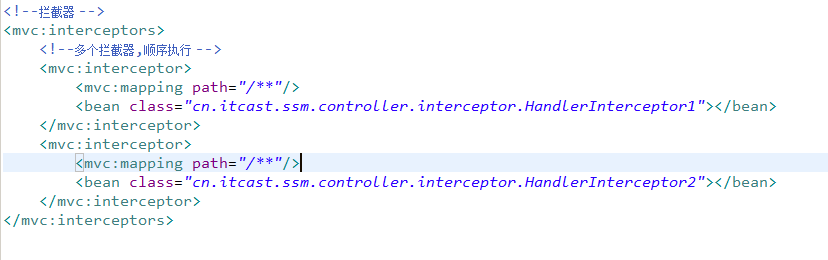 <!--拦截器 -->
<mvc:interceptors>
<!--多个拦截器,顺序执行 -->
<mvc:interceptor>
<mvc:mapping path="/**"/>
<bean class="cn.itcast.ssm.controller.interceptor.HandlerInterceptor1"></bean>
</mvc:interceptor>
<mvc:interceptor>
<mvc:mapping path="/**"/>
<bean class="cn.itcast.ssm.controller.interceptor.HandlerInterceptor2"></bean>
</mvc:interceptor>
</mvc:interceptors>